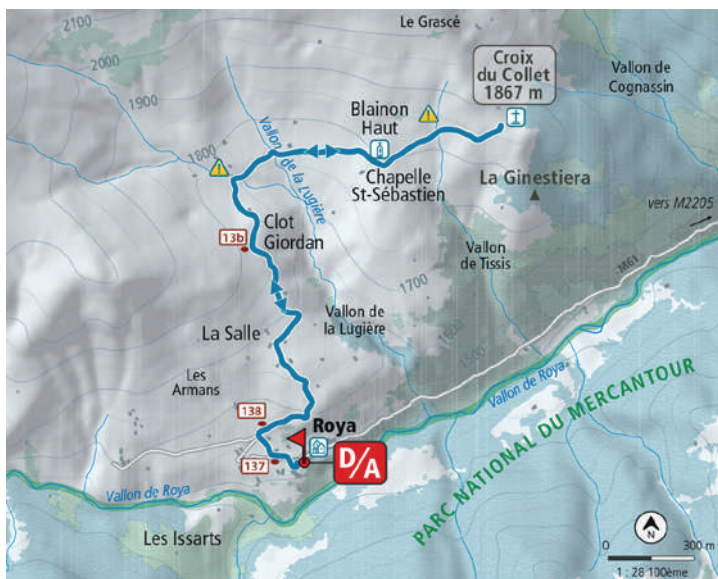 2100
Le Grascé
2000
Croix
du Collet
1867 m
Vallon de
Cognassin
1900
Blainon
Haut
Vallon de la Lugière
1800
Chapelle
St-Sébastien
La Ginestiera
vers M2205
Clot
Giordan
13b
Vallon
de Tissis
M61
1700
La Salle
Vallon de
la Lugière
1600
1500
Les
Armans
Vallon de Roya
138
Roya
D/A
137
PARC NATIONAL DU MERCANTOUR
Vallon de Roya
Les Issarts
N
0 300 m
1 : 28 100ème